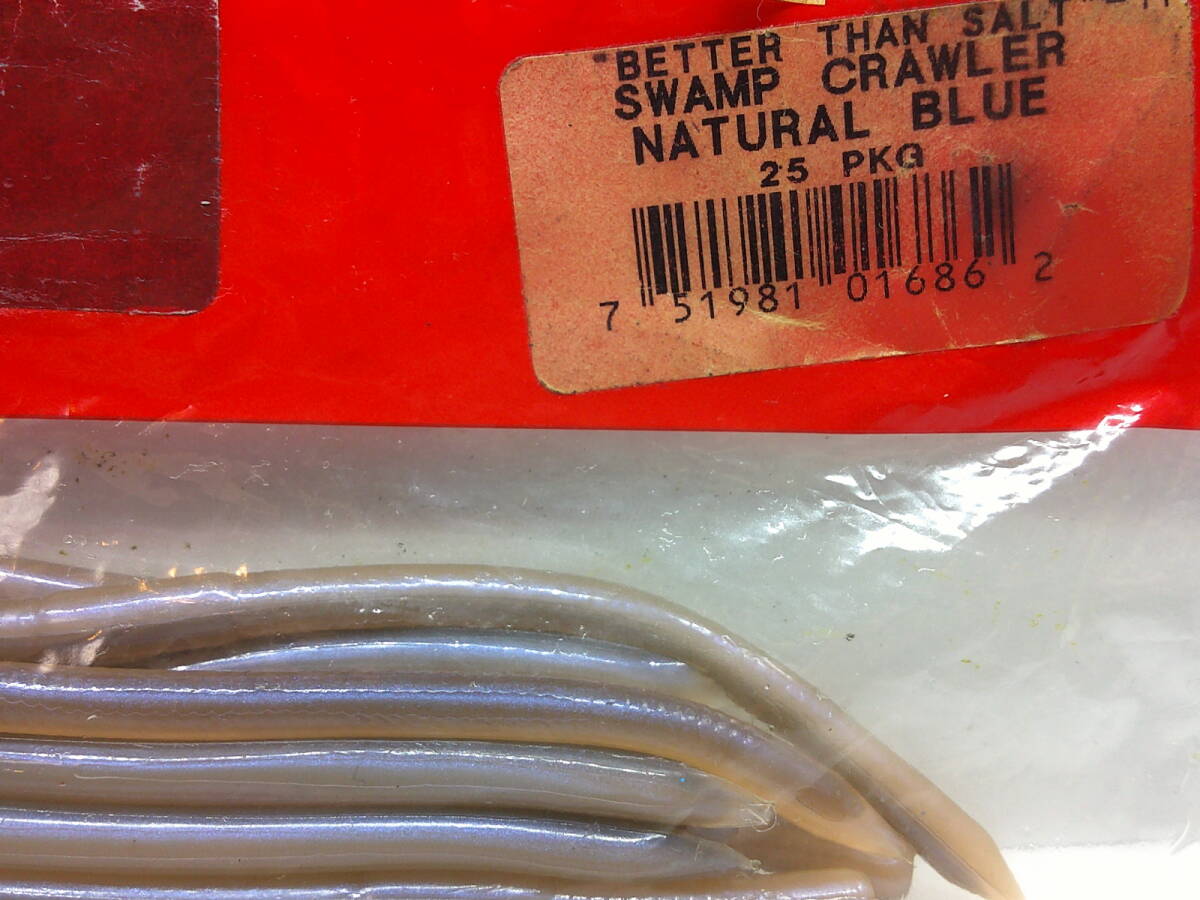 "BETTER THAN SALT"
SWAMP CRAWLER
NATURAL BLUE
25 PKG
7 51981 01686 2